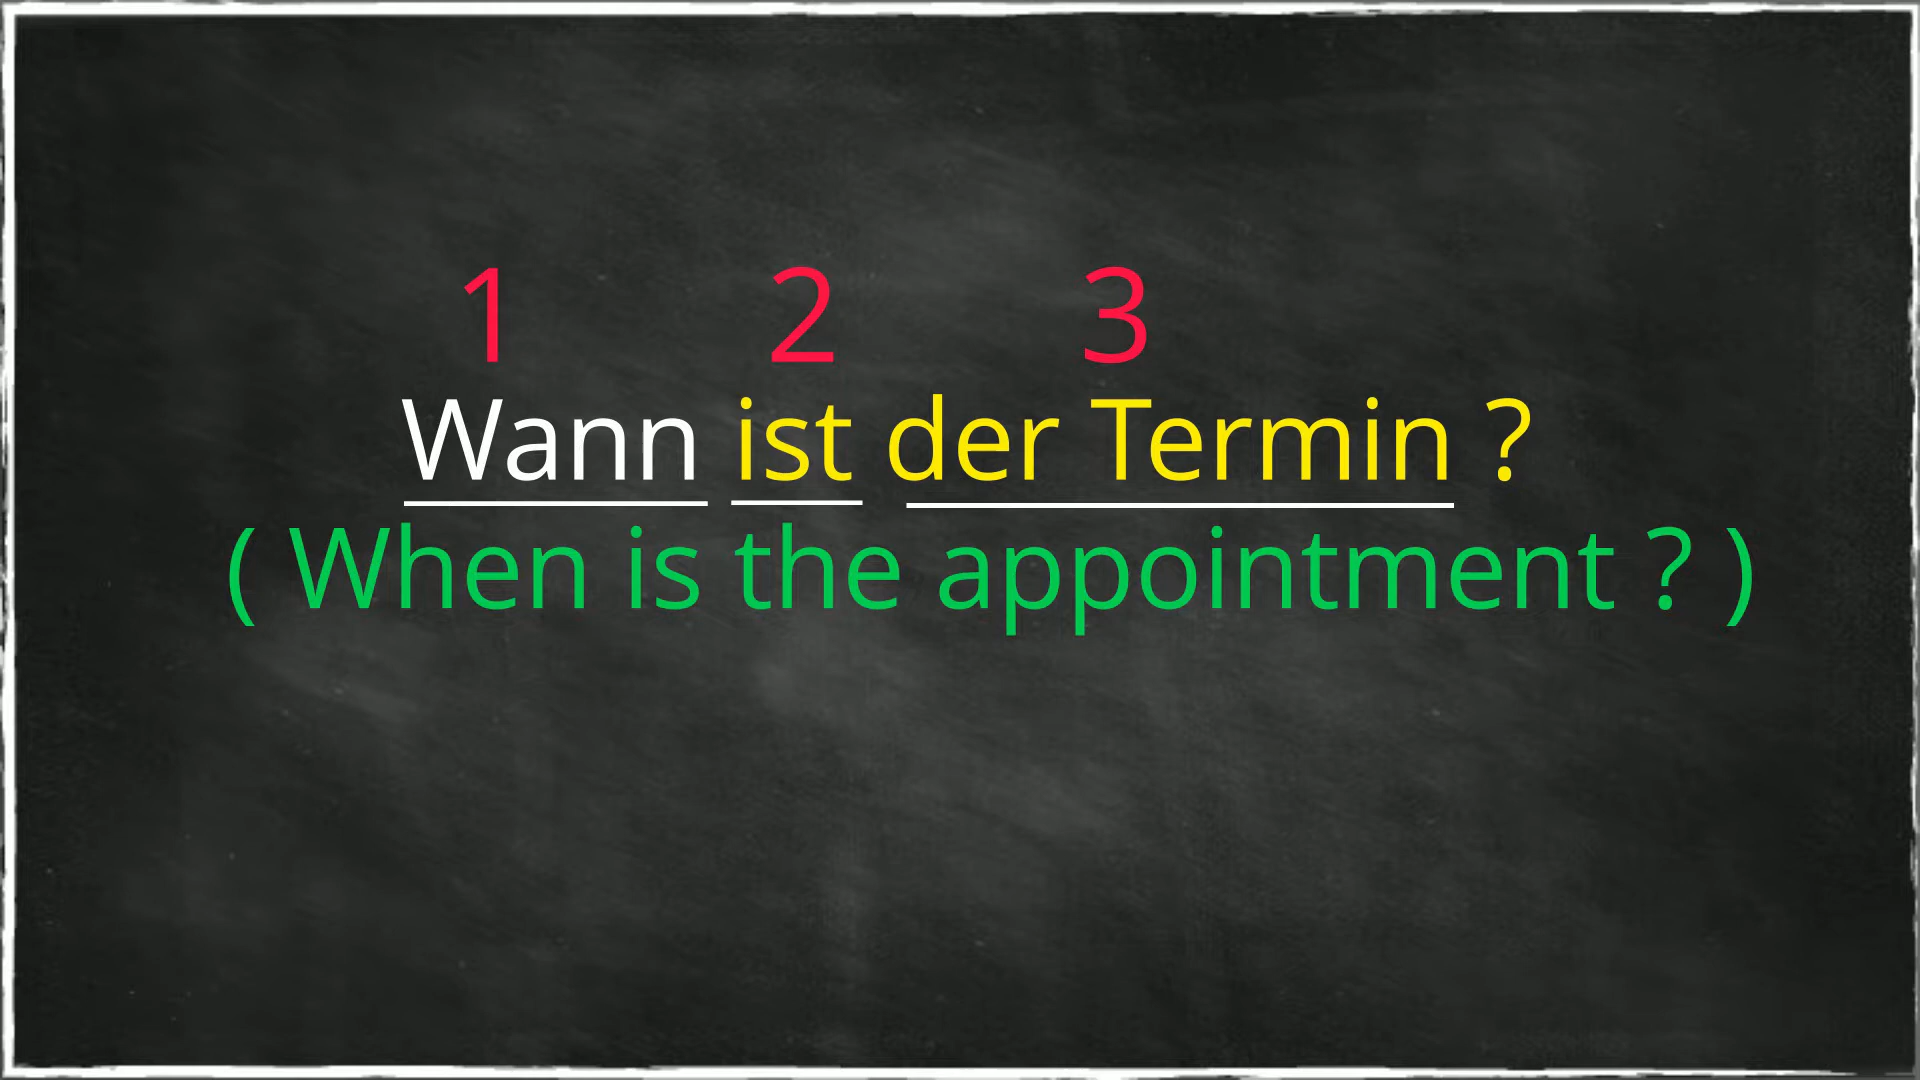 1 2 3
Wann ist der Termin ?
( When is the appointment ? )